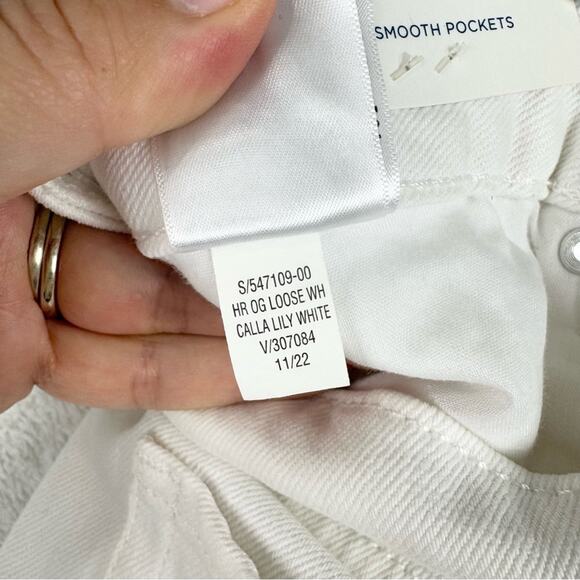 SMOOTH POCKETS
S/547109-00
HR OG LOOSE WH
CALLA LILY WHITE
V/307084
11/22